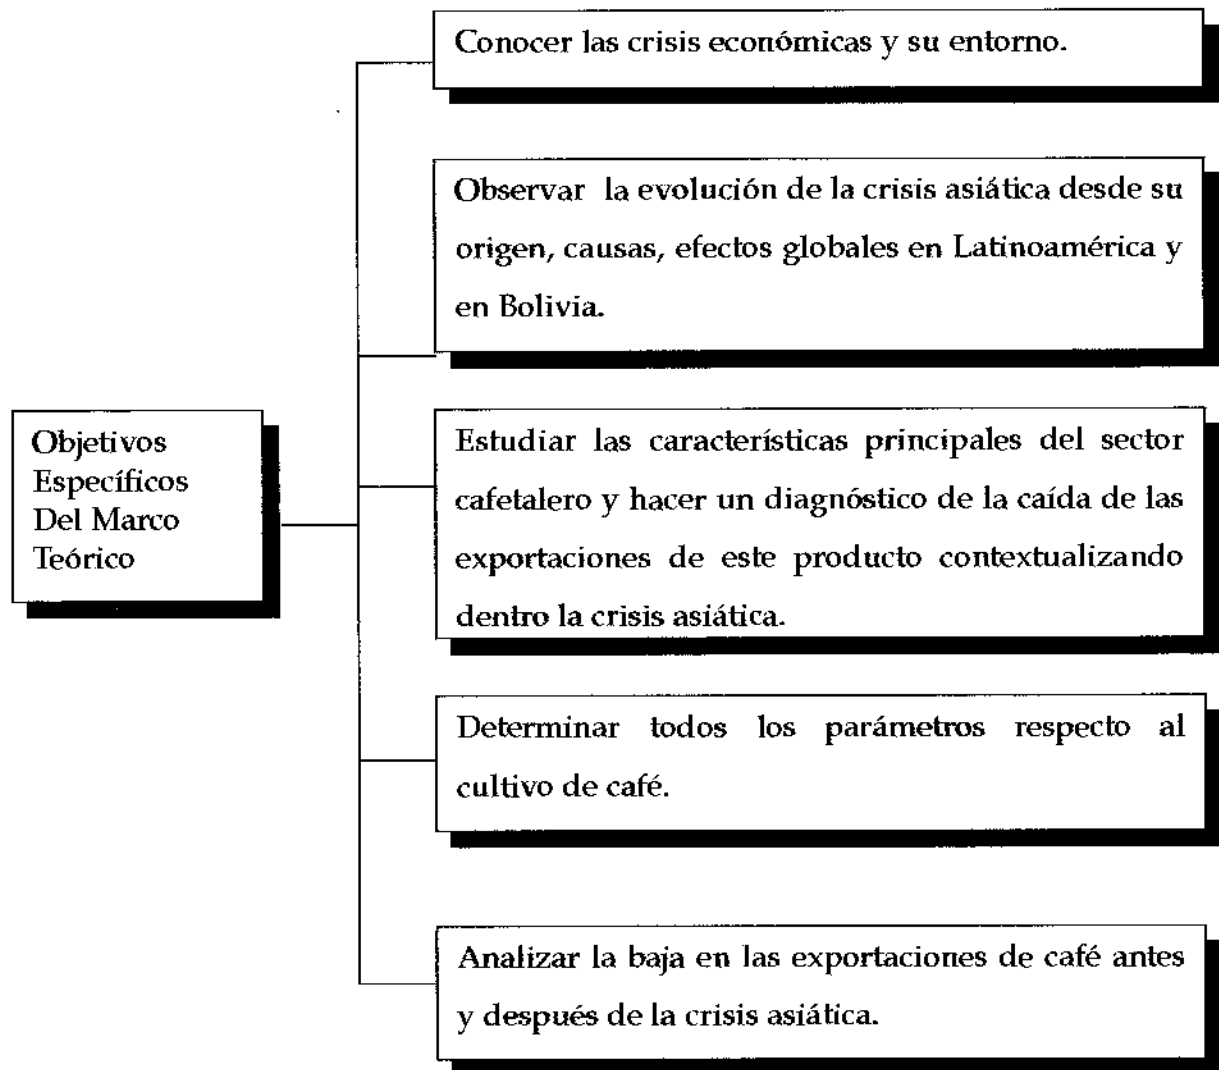 Conocer las crisis económicas y su entorno.
Observar la evolución de la crisis asiática desde su
origen, causas, efectos globales en Latinoamérica y
en Bolivia.
Objetivos
Específicos
Del Marco
Teórico
Estudiar las características principales del sector
cafetalero y hacer un diagnóstico de la caída de las
exportaciones de este producto contextualizando
dentro la crisis asiática.
Determinar todos los parámetros respecto al
cultivo de café.
Analizar la baja en las exportaciones de café antes
y después de la crisis asiática.